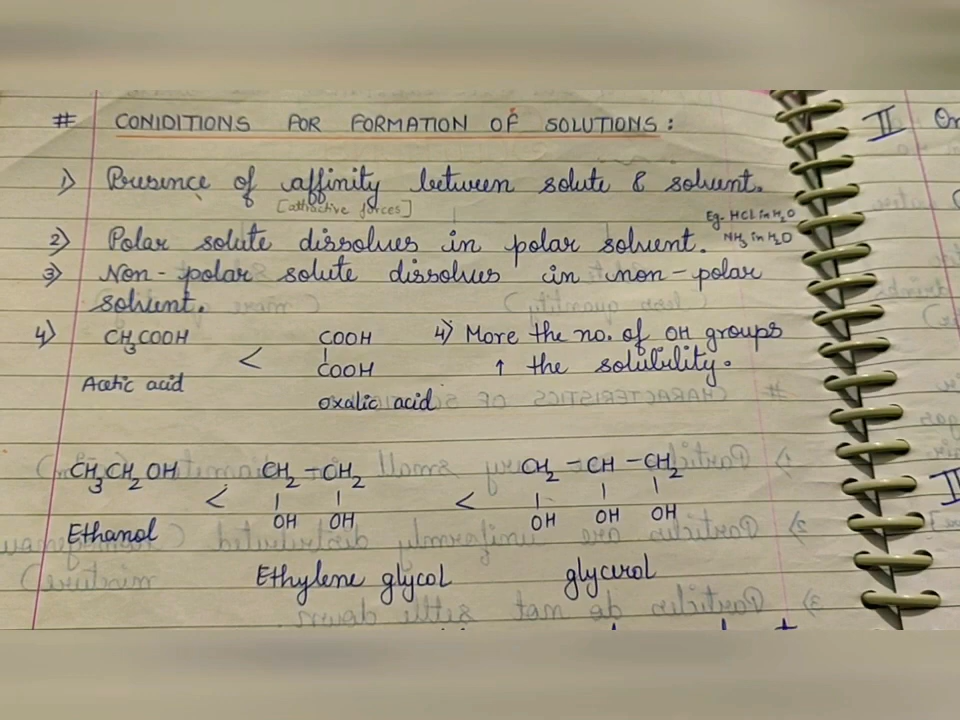 # CONIDITIONS FOR FORMATION OF SOLUTIONS :
1) Presence of affinity between solute & solvent.
[attractive forces]
Eg. HCl in H₂O
NH₃ in H₂O
2) Polar solute dissolves in polar solvent.
3) Non-polar solute dissolves in non-polar
solvent.
4) CH₃COOH < COOH
COOH
Acetic acid
oxalic acid
4) More the no. of OH groups
↑ the solubility.
CH₃CH₂OH < CH₂-CH₂ < CH₂-CH-CH₂
OH OH OH OH OH
Ethanol
Ethylene glycol glycerol
II